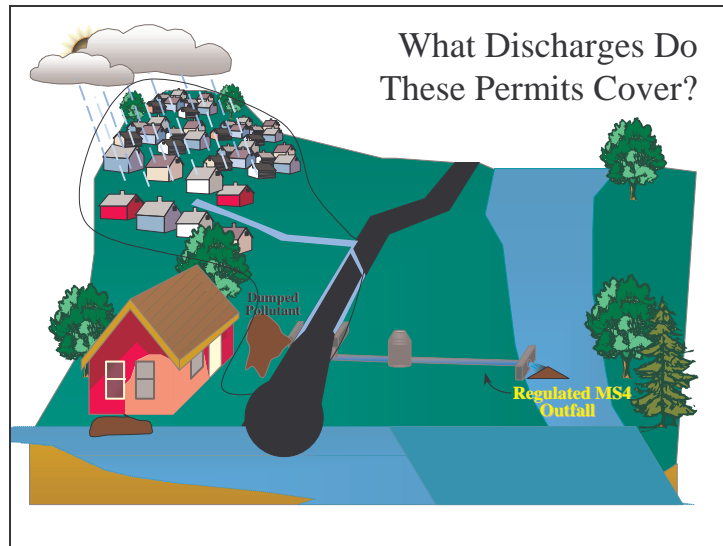 What Discharges Do
These Permits Cover?
Dumped
Pollutant
Regulated MS4
Outfall